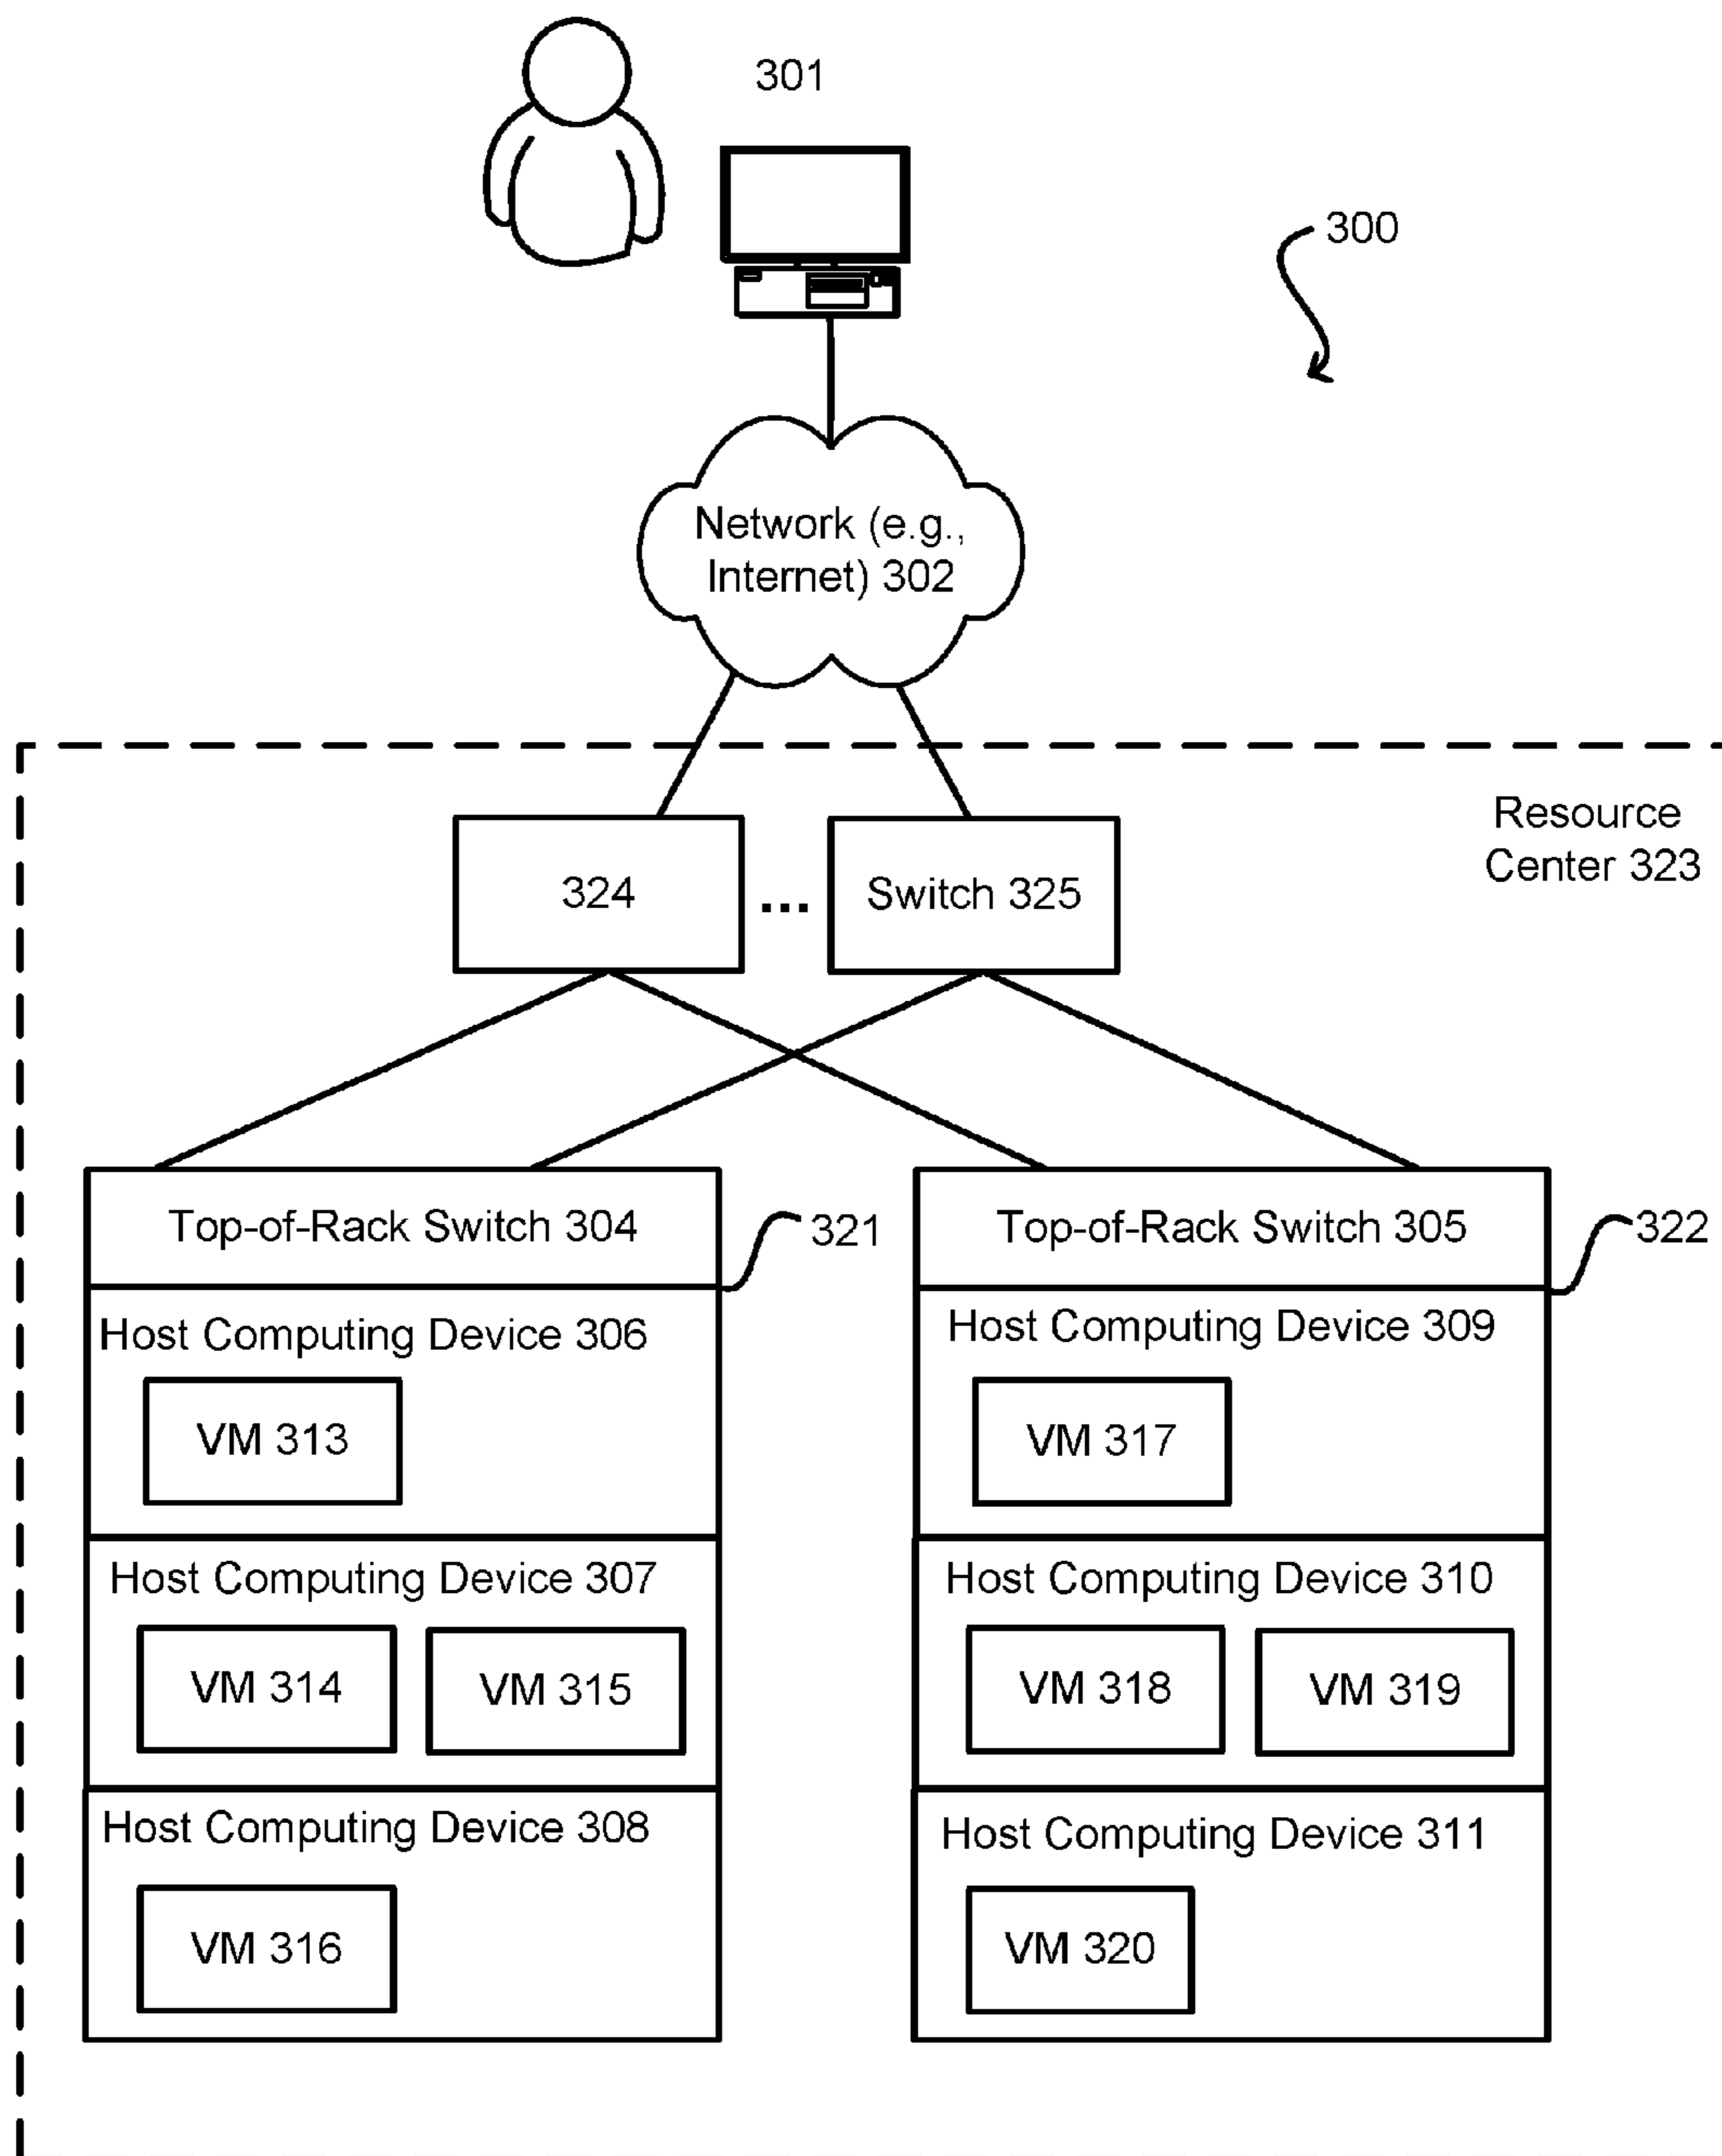 301
300
Network (e.g.,
Internet) 302
Resource
Center 323
324
...
Switch 325
Top-of-Rack Switch 304
321
Top-of-Rack Switch 305
322
Host Computing Device 306
VM 313
Host Computing Device 309
VM 317
Host Computing Device 307
VM 314
VM 315
Host Computing Device 310
VM 318
VM 319
Host Computing Device 308
VM 316
Host Computing Device 311
VM 320